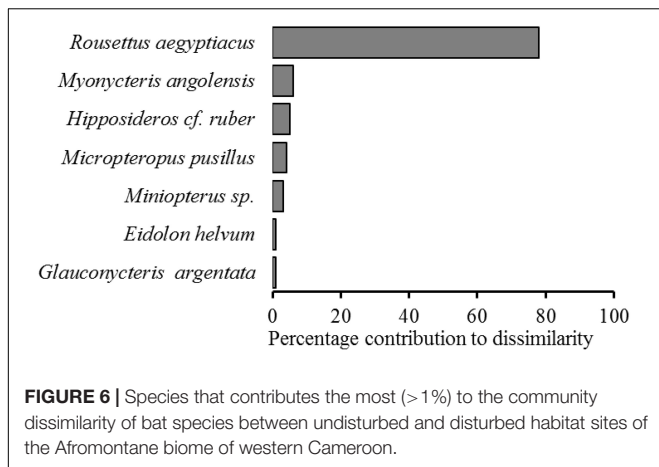 Rousettus aegyptiacus
Myonycteris angolensis
Hipposideros cf. ruber
Micropteropus pusillus
Miniopterus sp.
Eidolon helvum
Glauconycteris argentata
0 20 40 60 80 100
Percentage contribution to dissimilarity
FIGURE 6 | Species that contributes the most (>1%) to the community
dissimilarity of bat species between undisturbed and disturbed habitat sites of
the Afromontane biome of western Cameroon.